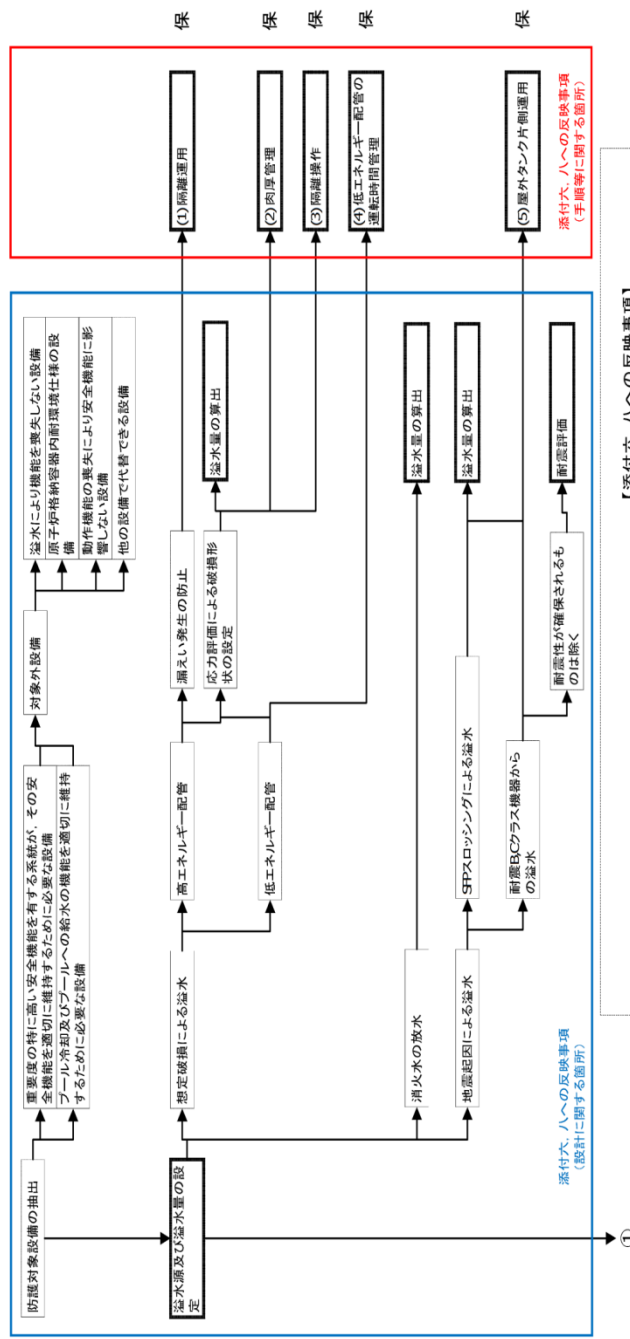 防護対象設備の抽出
重要度の特に高い安全機能を有する系統が、その安
全機能を適切に維持するために必要な設備
プール冷却及びプールへの給水の機能を適切に維持
するために必要な設備
対象外設備
溢水により機能を喪失しない設備
原子炉格納容器内耐環境仕様の設
備
動作機能の喪失により安全機能に影
響しない設備
他の設備で代替できる設備
溢水源及び溢水量の設
定
想定破損による溢水
高エネルギー配管
漏えい発生の防止
応力評価による破損形
状の設定
溢水量の算出
低エネルギー配管
消火水の放水
溢水量の算出
地震起因による溢水
SFPスロッシングによる溢水
溢水量の算出
耐震B,Cクラス機器から
の溢水
耐震性が確保されるも
のは除く
耐震評価
添付六、八への反映事項
(設計に関する箇所)
①
(1)隔離運用
保
(2)肉厚管理
保
(3)隔離操作
保
(4)低エネルギー配管の
運転時間管理
保
(5)屋外タンク片側運用
保
添付六、八への反映事項
(手順等に関する箇所)
【添付六、八への反映事項】